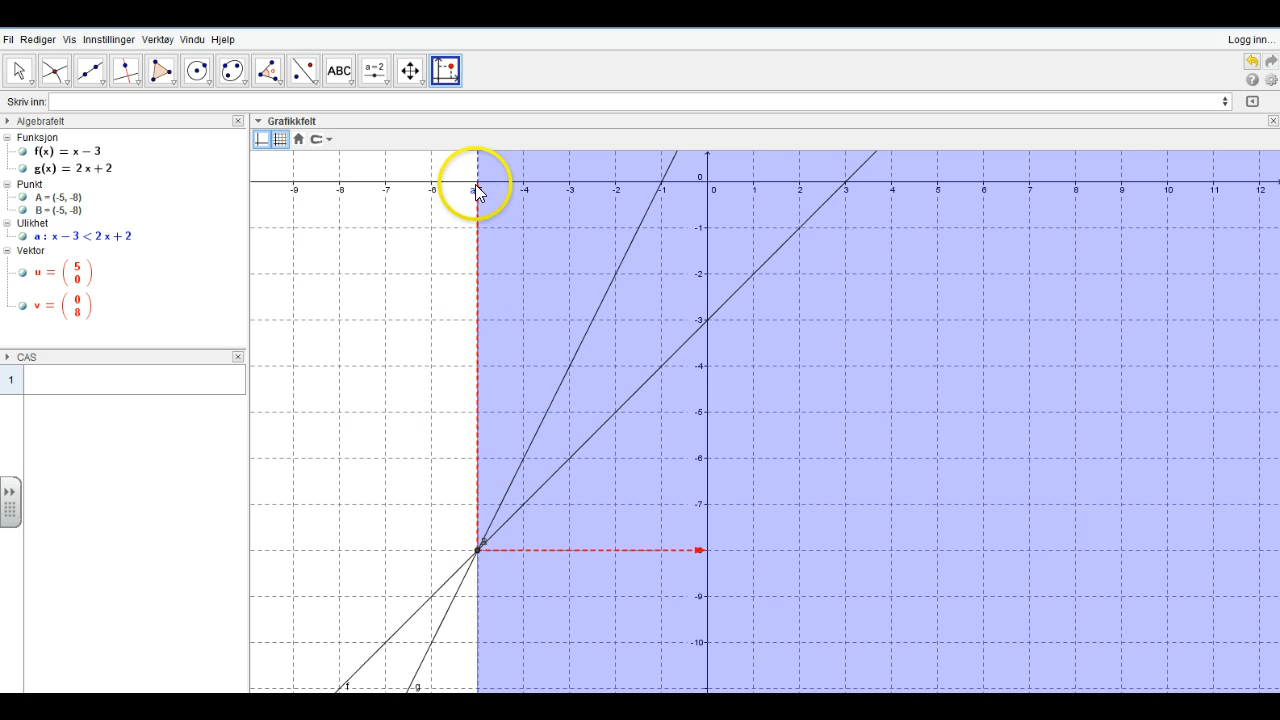 Fil Rediger Vis Innstillinger Verktøy Vindu Hjelp Logg inn...
ABC a=2
Skriv inn:
Algebrafelt
Grafikkfelt
Funksjon
f(x) = x − 3
g(x) = 2 x + 2
Punkt
A = (-5, -8)
B = (-5, -8)
Ulikhet
a : x − 3 < 2 x + 2
Vektor
u = ( 5 0 )
v = ( 0 8 )
CAS
1
0
-9 -8 -7 -6 a -4 -3 -2 -1 0 1 2 3 4 5 6 7 8 9 10 11 12
-1
-2
-3
-4
-5
-6
-7
-9
-10
f g